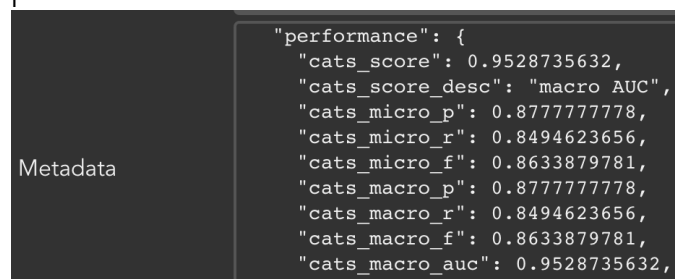 "performance": {
"cats_score": 0.9528735632,
"cats_score_desc": "macro AUC",
"cats_micro_p": 0.8777777778,
"cats_micro_r": 0.8494623656,
"cats_micro_f": 0.8633879781,
Metadata
"cats_macro_p": 0.8777777778,
"cats_macro_r": 0.8494623656,
"cats_macro_f": 0.8633879781,
"cats_macro_auc": 0.9528735632,